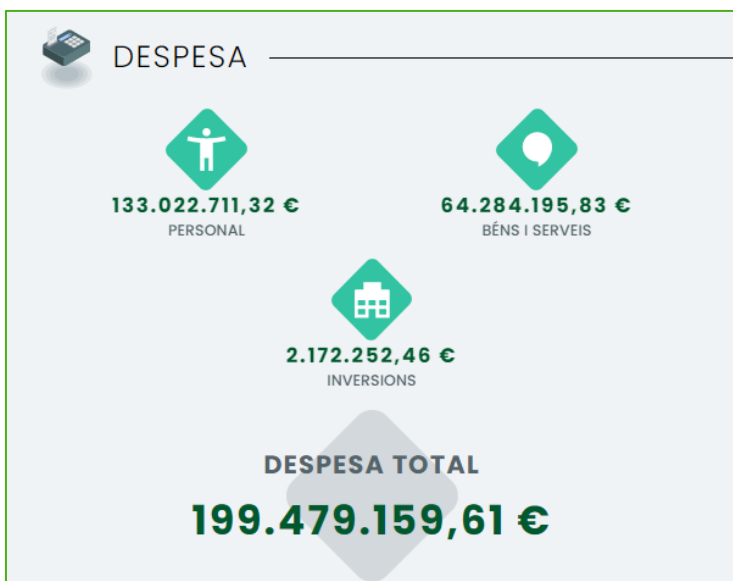 DESPESA
133.022.711,32 €
PERSONAL
64.284.195,83 €
BÉNS I SERVEIS
2.172.252,46 €
INVERSIONS
DESPESA TOTAL
199.479.159,61 €